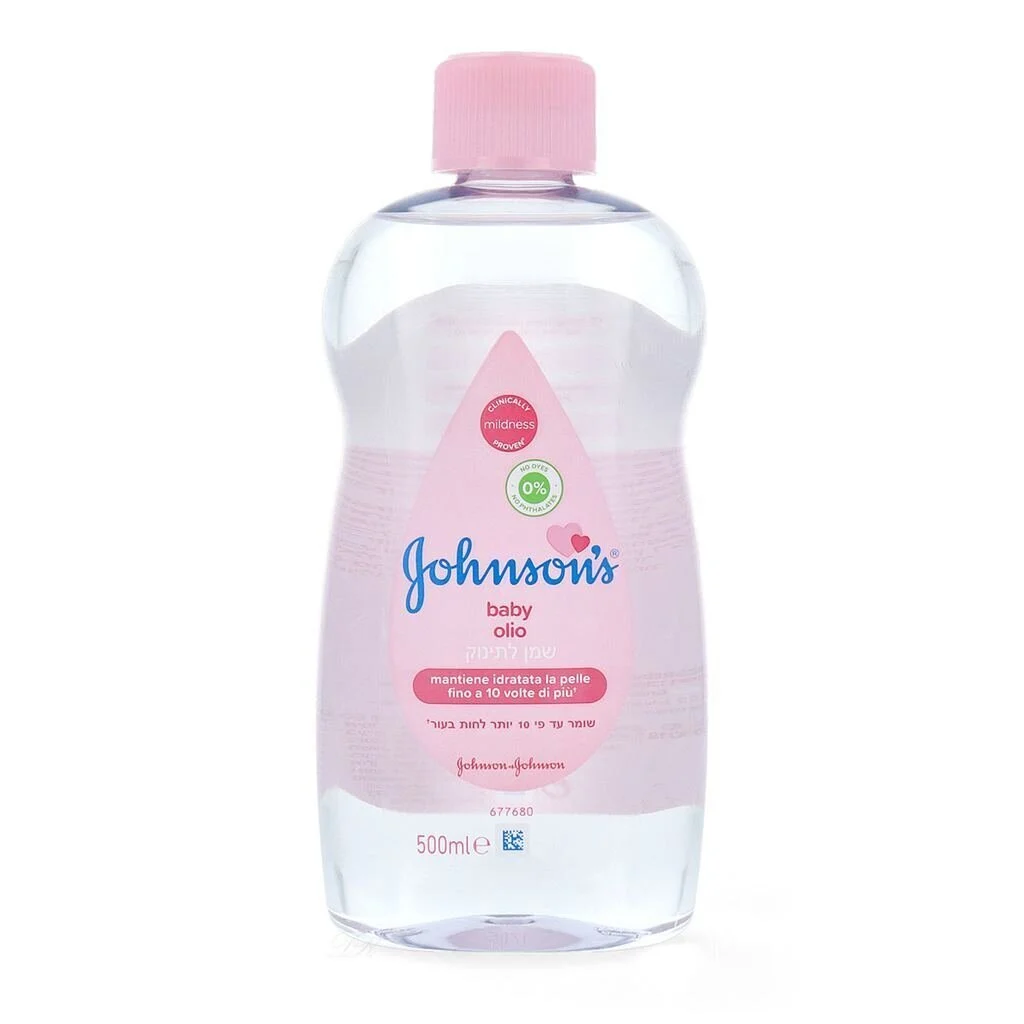 CLINICALLY
mildness
PROVEN*
NO DYES
0%
NO PHTHALATES
Johnson's®
baby
olio
שמן לתינוק
mantiene idratata la pelle
fino a 10 volte di più†
שומר עד פי 10 יותר לחות בעור†
Johnson+Johnson
677680
500ml℮